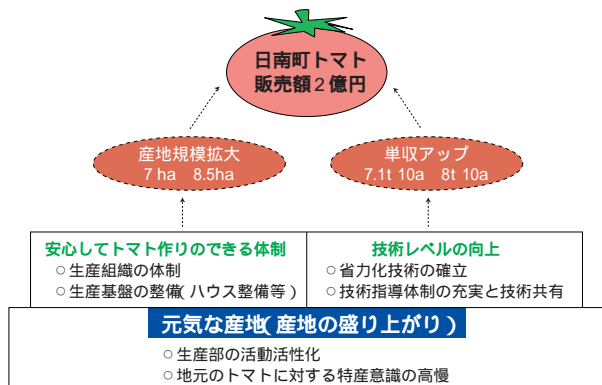 日南町トマト
販売額２億円
産地規模拡大
7 ha　8.5ha
単収アップ
7.1t 10a　8t 10a
安心してトマト作りのできる体制
○生産組織の体制
○生産基盤の整備(ハウス整備等)
技術レベルの向上
○省力化技術の確立
○技術指導体制の充実と技術共有
元気な産地(産地の盛り上がり)
○生産部の活動活性化
○地元のトマトに対する特産意識の高慢